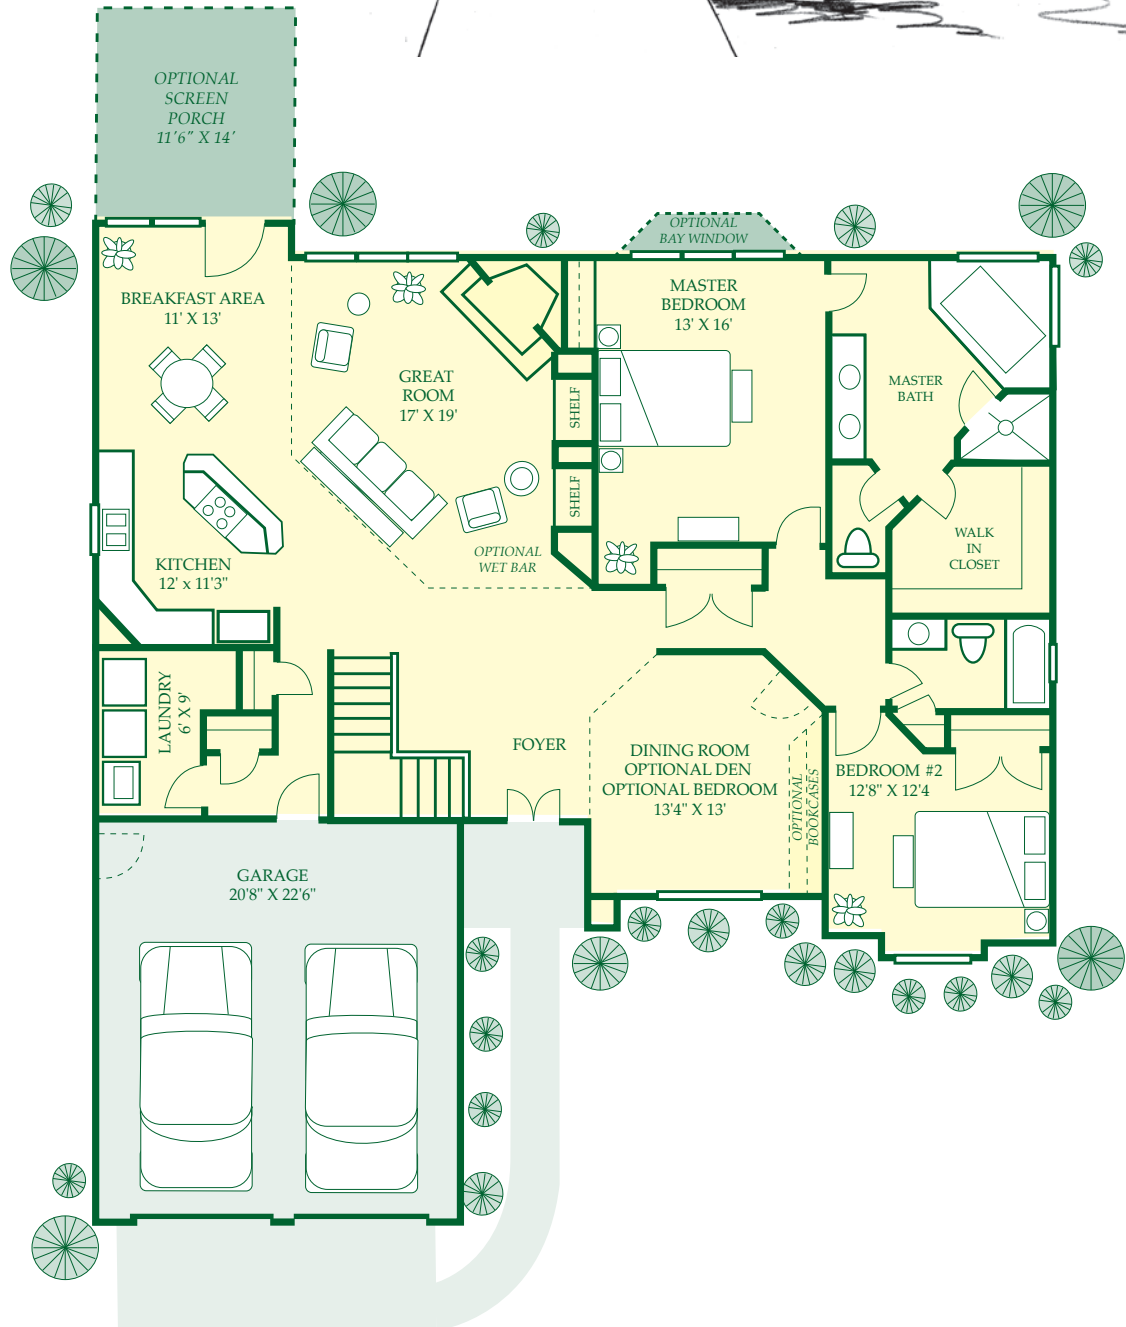 OPTIONAL
SCREEN
PORCH
11'6" X 14'
OPTIONAL
BAY WINDOW
BREAKFAST AREA
11' X 13'
MASTER
BEDROOM
13' X 16'
GREAT
ROOM
17' X 19'
MASTER
BATH
SHELF
SHELF
OPTIONAL
WET BAR
WALK
IN
CLOSET
KITCHEN
12' x 11'3"
LAUNDRY
6' X 9'
FOYER
DINING ROOM
OPTIONAL DEN
OPTIONAL BEDROOM
13'4" X 13'
OPTIONAL
BOOKCASES
BEDROOM #2
12'8" X 12'4
GARAGE
20'8" X 22'6"